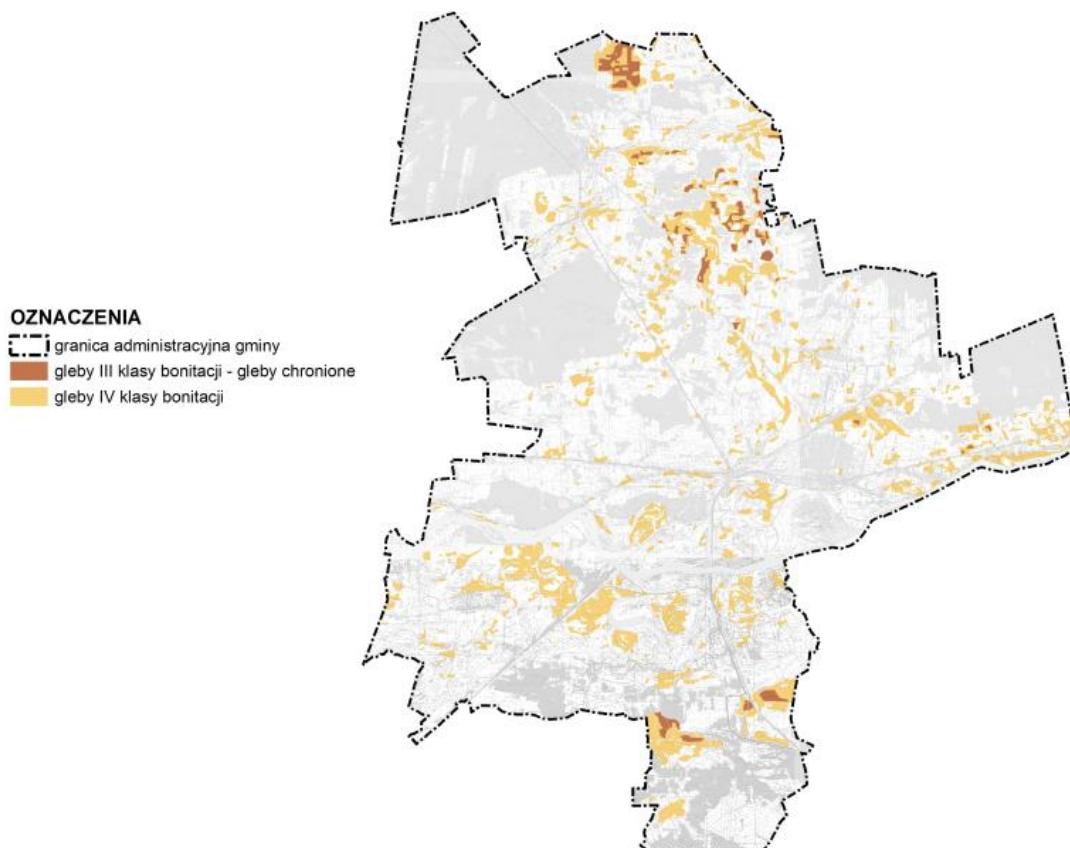 OZNACZENIA
granica administracyjna gminy
gleby III klasy bonitacji - gleby chronione
gleby IV klasy bonitacji